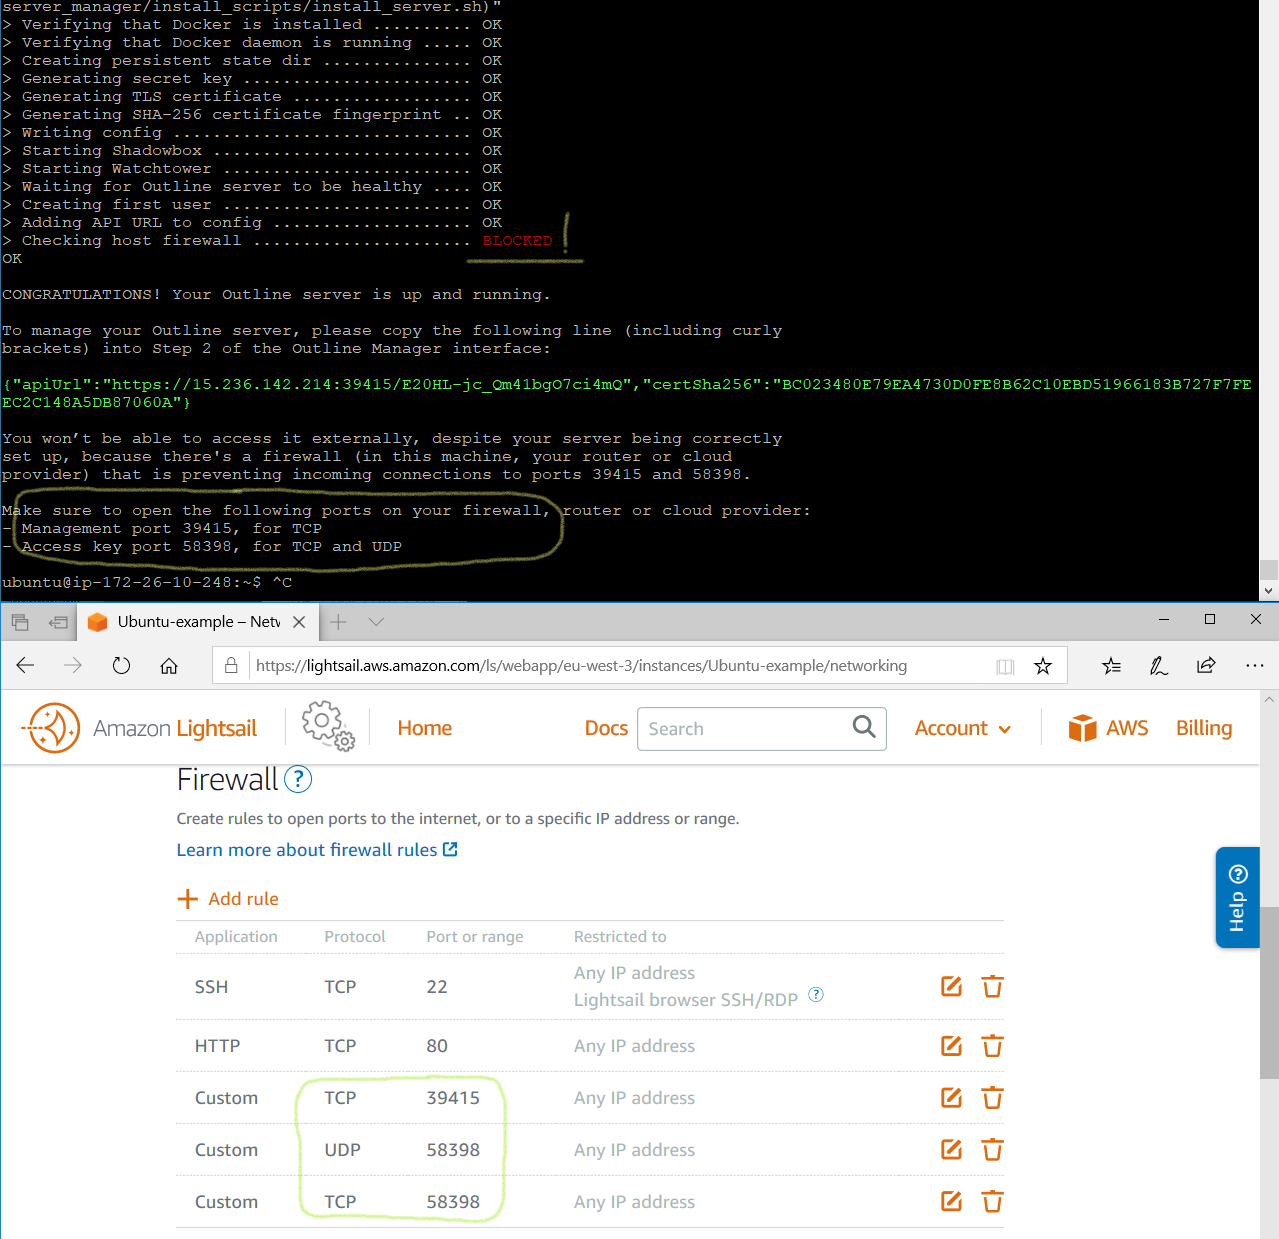 server_manager/install_scripts/install_server.sh)"
> Verifying that Docker is installed .......... OK
> Verifying that Docker daemon is running ..... OK
> Creating persistent state dir ............... OK
> Generating secret key ....................... OK
> Generating TLS certificate .................. OK
> Generating SHA-256 certificate fingerprint .. OK
> Writing config .............................. OK
> Starting Shadowbox .......................... OK
> Starting Watchtower ......................... OK
> Waiting for Outline server to be healthy .... OK
> Creating first user ......................... OK
> Adding API URL to config .................... OK
> Checking host firewall ...................... BLOCKED !
OK
CONGRATULATIONS! Your Outline server is up and running.
To manage your Outline server, please copy the following line (including curly
brackets) into Step 2 of the Outline Manager interface:
{"apiUrl":"https://15.236.142.214:39415/E20HL-jc_Qm41bgO7ci4mQ","certSha256":"BC023480E79EA4730D0FE8B62C10EBD51966183B727F7FE
EC2C148A5DB87060A"}
You won’t be able to access it externally, despite your server being correctly
set up, because there's a firewall (in this machine, your router or cloud
provider) that is preventing incoming connections to ports 39415 and 58398.
Make sure to open the following ports on your firewall, router or cloud provider:
- Management port 39415, for TCP
- Access key port 58398, for TCP and UDP
ubuntu@ip-172-26-10-248:~$ ^C
Ubuntu-example – Netw
https://lightsail.aws.amazon.com/ls/webapp/eu-west-3/instances/Ubuntu-example/networking
Amazon Lightsail Home Docs Search Account AWS Billing
Firewall ?
Create rules to open ports to the internet, or to a specific IP address or range.
Learn more about firewall rules
Help ?
+ Add rule
Application Protocol Port or range Restricted to
SSH TCP 22 Any IP address
Lightsail browser SSH/RDP ?
HTTP TCP 80 Any IP address
Custom TCP 39415 Any IP address
Custom UDP 58398 Any IP address
Custom TCP 58398 Any IP address